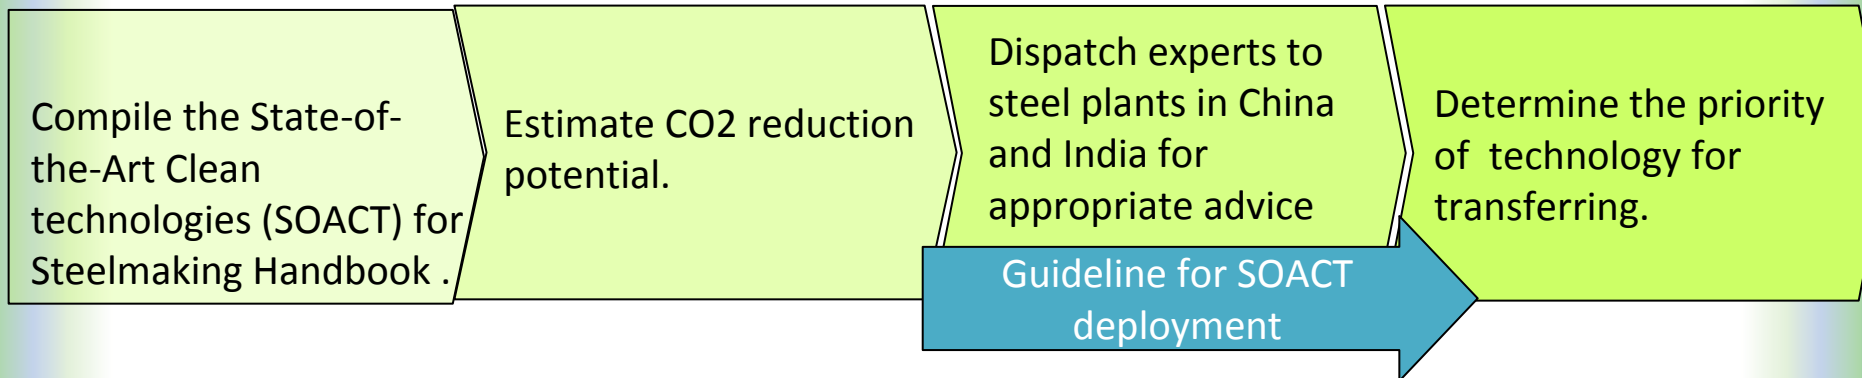 Compile the State-of-
the-Art Clean
technologies (SOACT) for
Steelmaking Handbook .
Estimate CO2 reduction
potential.
Dispatch experts to
steel plants in China
and India for
appropriate advice
Determine the priority
of  technology for
transferring.
Guideline for SOACT
deployment